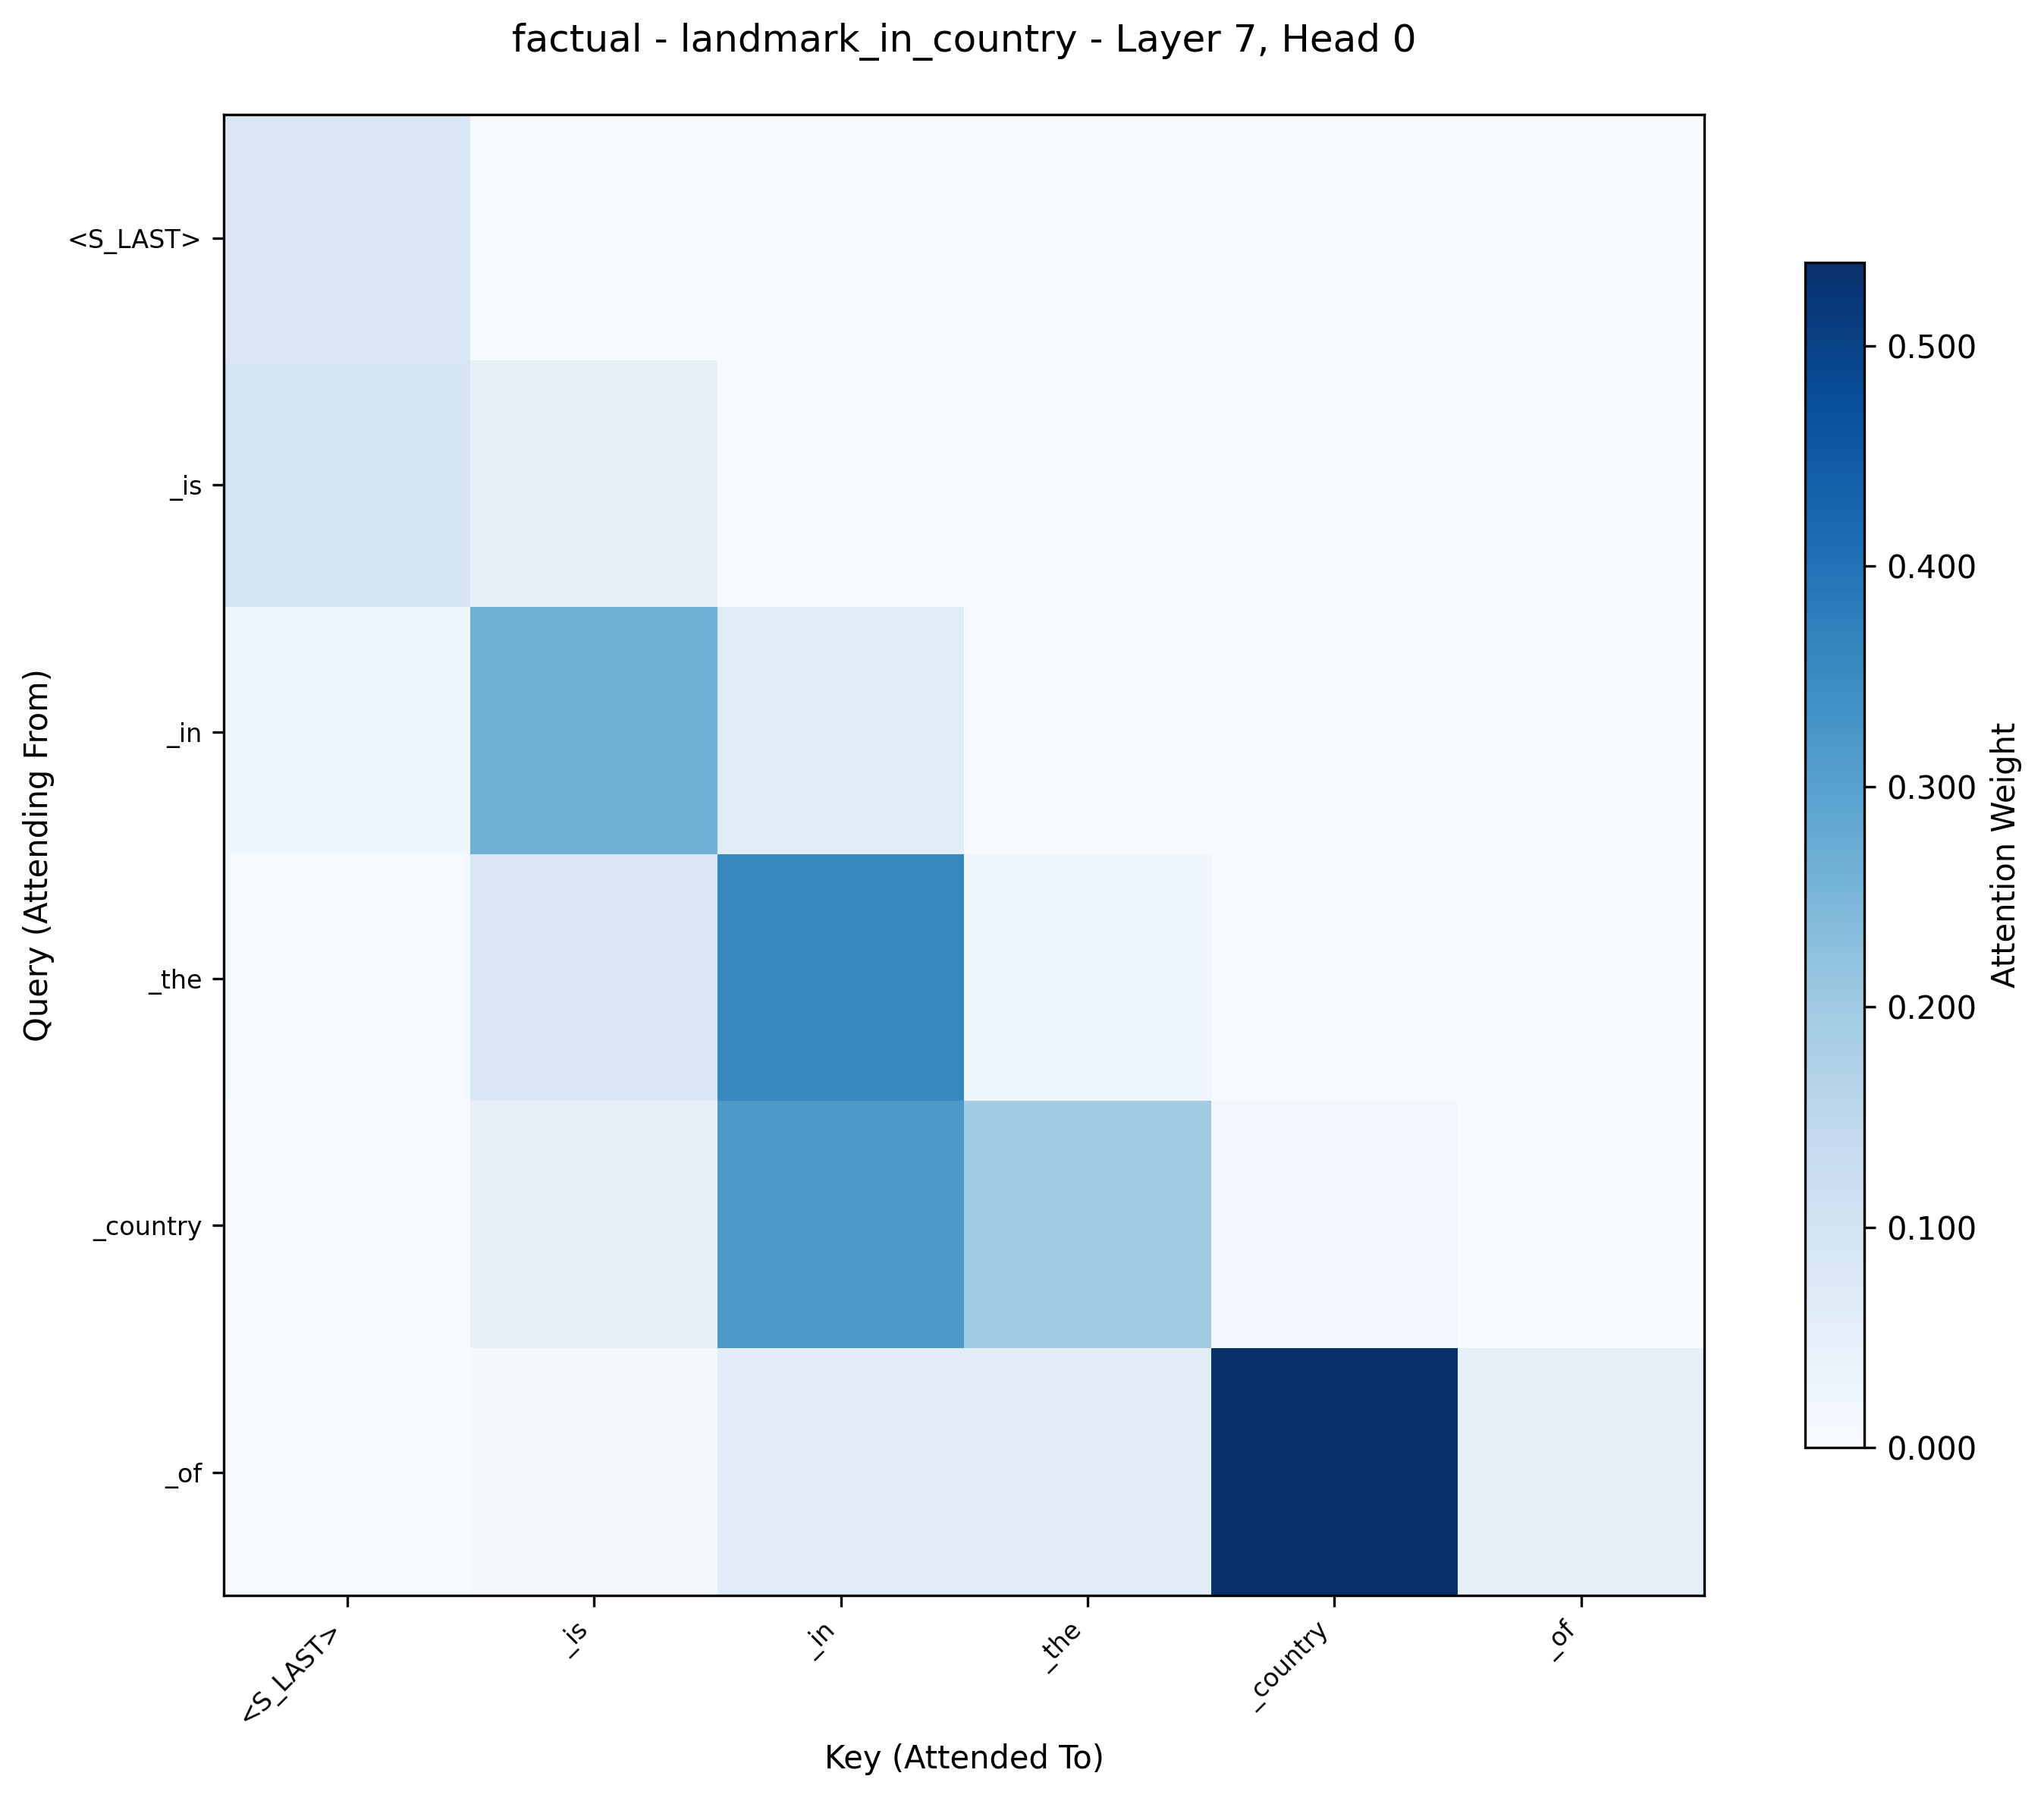 factual - landmark_in_country - Layer 7, Head 0
Query (Attending From)
<S_LAST>
_is
_in
_the
_country
_of
<S_LAST>
_is
_in
_the
_country
_of
Key (Attended To)
0.500
0.400
0.300
0.200
0.100
0.000
Attention Weight